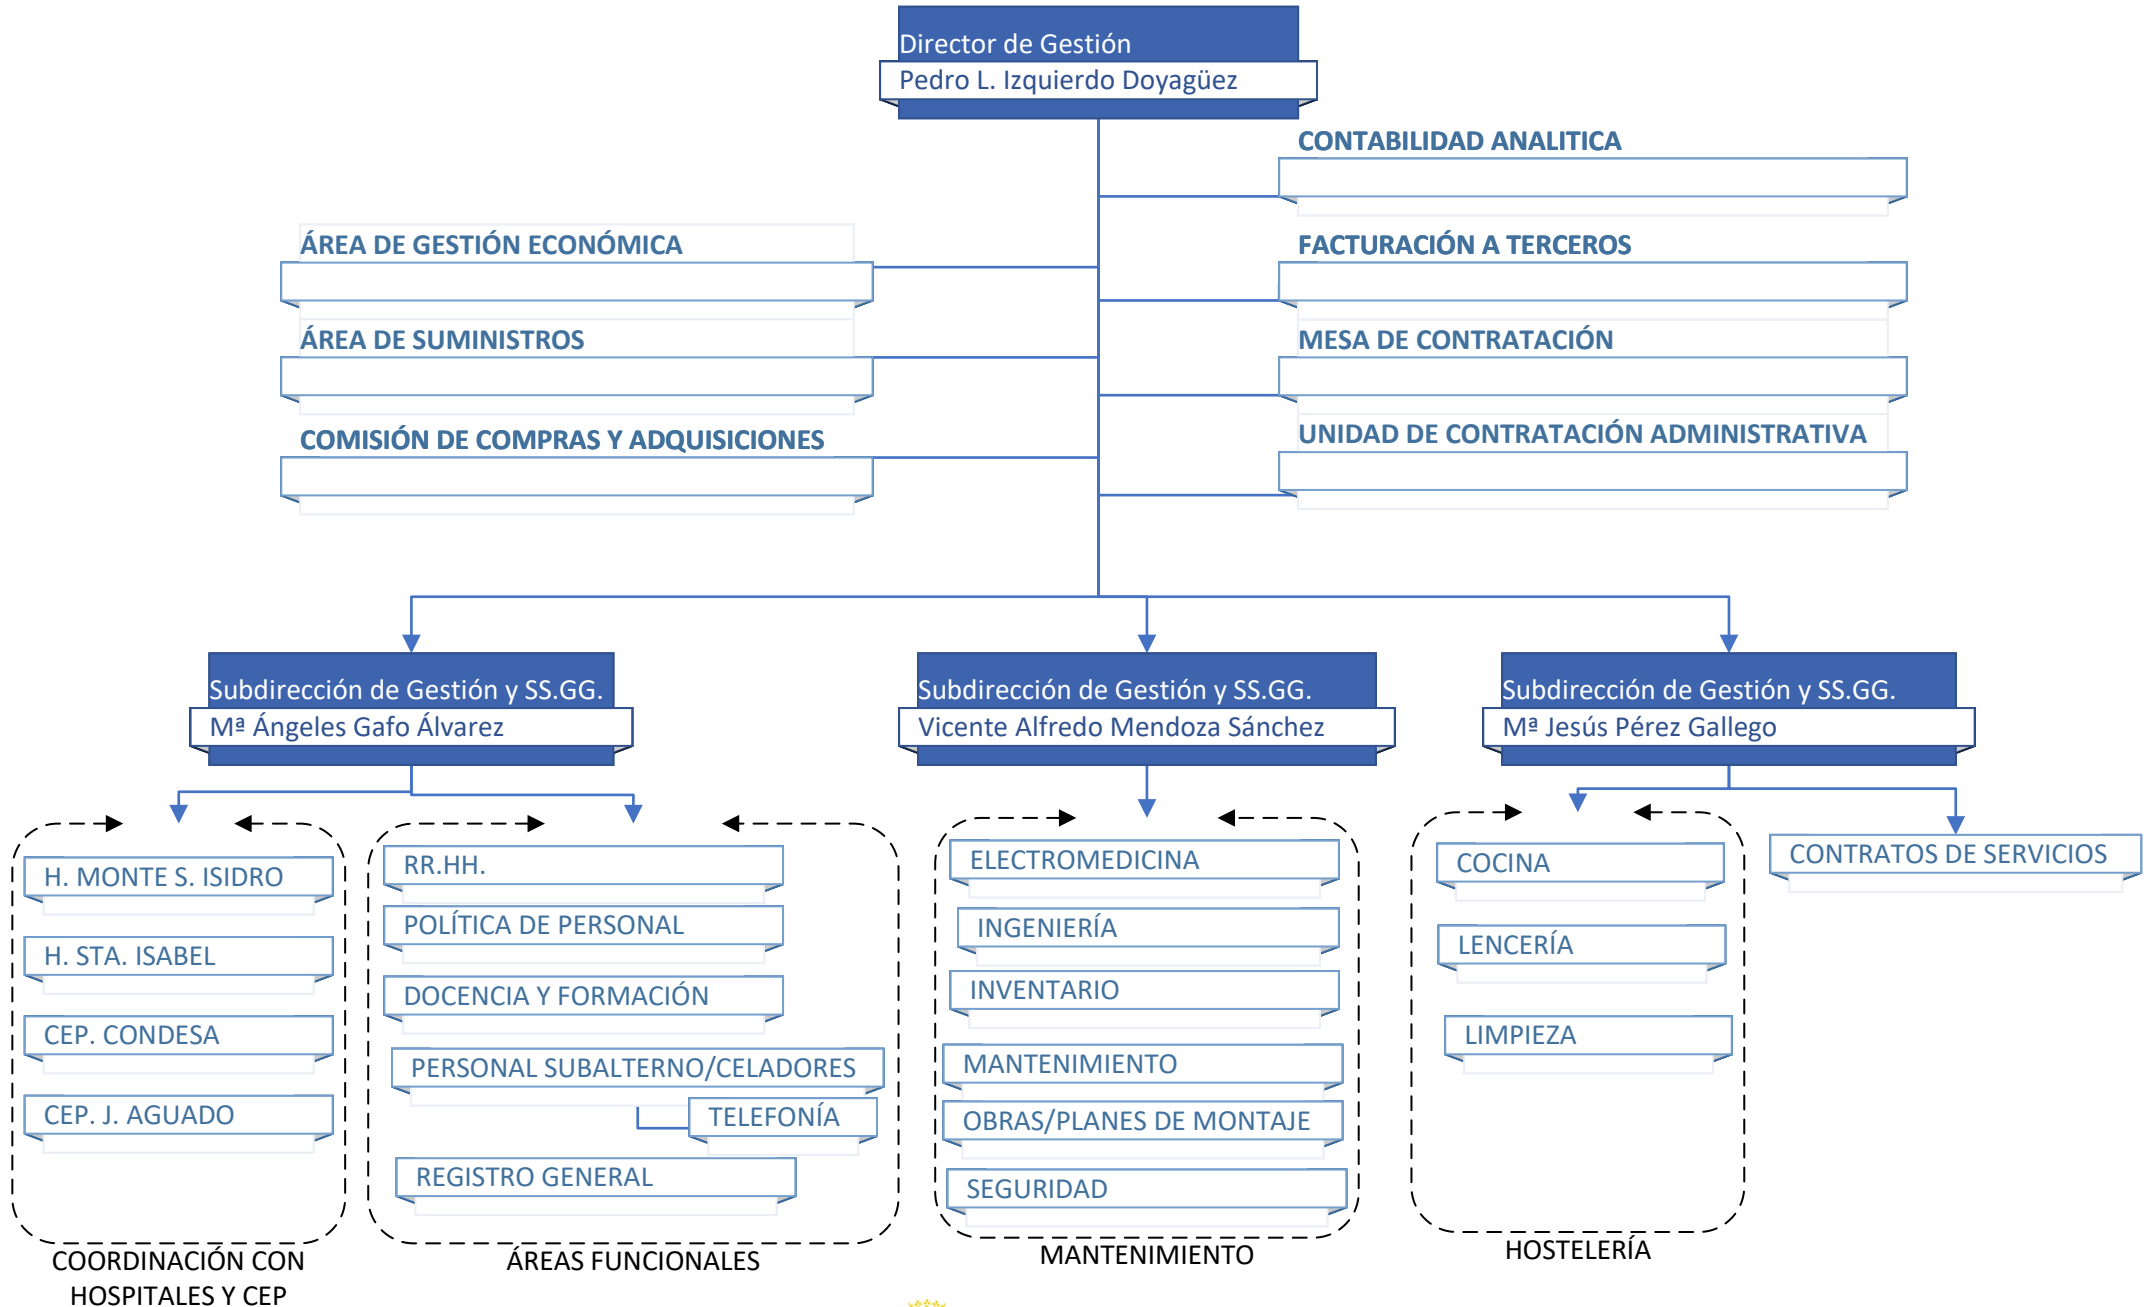 Director de Gestión
Pedro L. Izquierdo Doyagüez
CONTABILIDAD ANALITICA
ÁREA DE GESTIÓN ECONÓMICA
FACTURACIÓN A TERCEROS
ÁREA DE SUMINISTROS
MESA DE CONTRATACIÓN
COMISIÓN DE COMPRAS Y ADQUISICIONES
UNIDAD DE CONTRATACIÓN ADMINISTRATIVA
Subdirección de Gestión y SS.GG.
Mª Ángeles Gafo Álvarez
Subdirección de Gestión y SS.GG.
Vicente Alfredo Mendoza Sánchez
Subdirección de Gestión y SS.GG.
Mª Jesús Pérez Gallego
H. MONTE S. ISIDRO
H. STA. ISABEL
CEP. CONDESA
CEP. J. AGUADO
COORDINACIÓN CON
HOSPITALES Y CEP
RR.HH.
POLÍTICA DE PERSONAL
DOCENCIA Y FORMACIÓN
PERSONAL SUBALTERNO/CELADORES
TELEFONÍA
REGISTRO GENERAL
ÁREAS FUNCIONALES
ELECTROMEDICINA
INGENIERÍA
INVENTARIO
MANTENIMIENTO
OBRAS/PLANES DE MONTAJE
SEGURIDAD
MANTENIMIENTO
COCINA
LENCERÍA
LIMPIEZA
HOSTELERÍA
CONTRATOS DE SERVICIOS